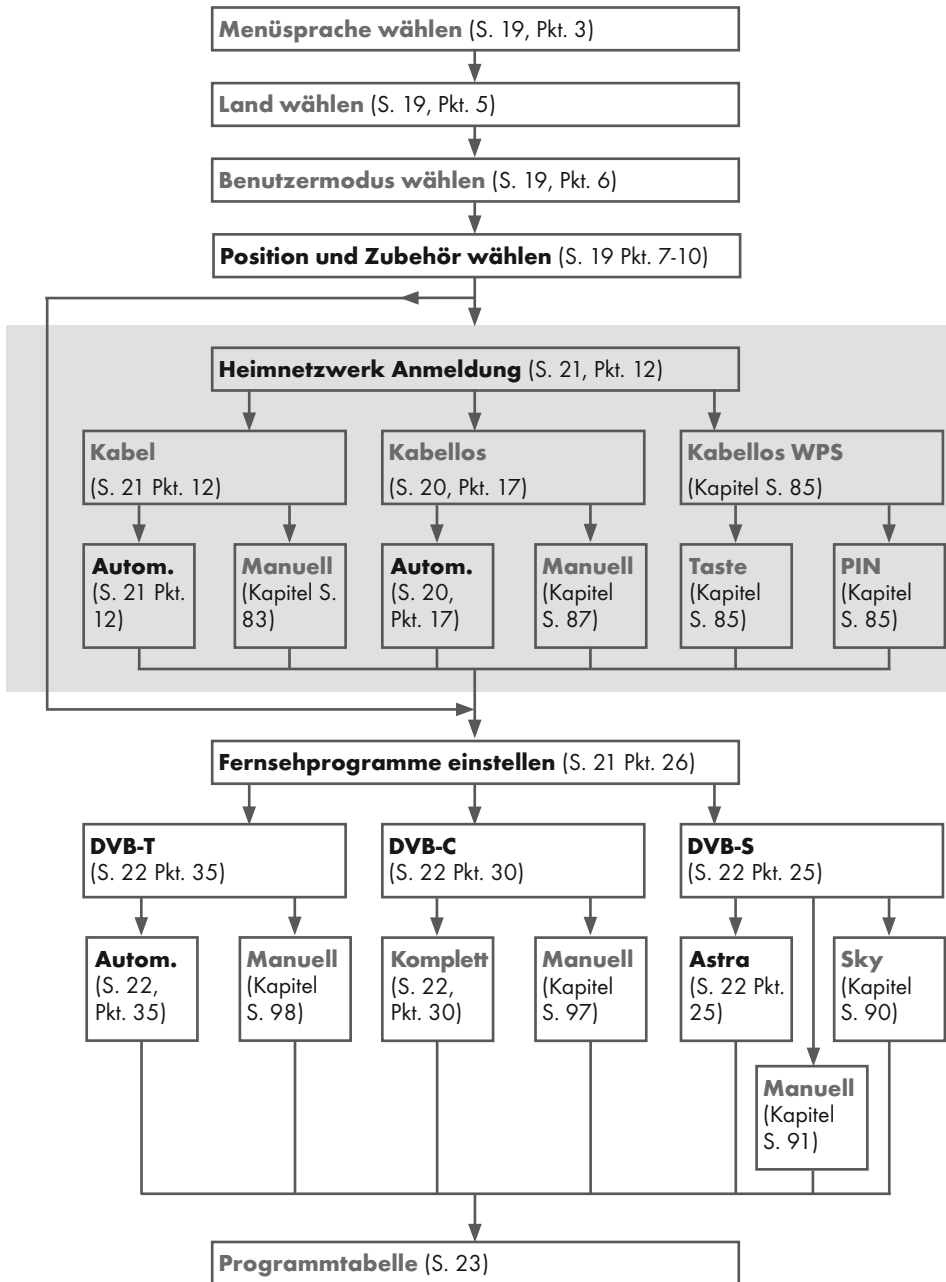 Menüsprache wählen (S. 19, Pkt. 3)
Land wählen (S. 19, Pkt. 5)
Benutzermodus wählen (S. 19, Pkt. 6)
Position und Zubehör wählen (S. 19 Pkt. 7-10)
Heimnetzwerk Anmeldung (S. 21, Pkt. 12)
Kabel
(S. 21 Pkt. 12)
Kabellos
(S. 20, Pkt. 17)
Kabellos WPS
(Kapitel S. 85)
Autom.
(S. 21 Pkt.
12)
Manuell
(Kapitel S.
83)
Autom.
(S. 20,
Pkt. 17)
Manuell
(Kapitel
S. 87)
Taste
(Kapitel
S. 85)
PIN
(Kapitel
S. 85)
Fernsehprogramme einstellen (S. 21 Pkt. 26)
DVB-T
(S. 22 Pkt. 35)
DVB-C
(S. 22 Pkt. 30)
DVB-S
(S. 22 Pkt. 25)
Autom.
(S. 22,
Pkt. 35)
Manuell
(Kapitel
S. 98)
Komplett
(S. 22,
Pkt. 30)
Manuell
(Kapitel
S. 97)
Astra
(S. 22 Pkt.
25)
Sky
(Kapitel
S. 90)
Manuell
(Kapitel
S. 91)
Programmtabelle (S. 23)